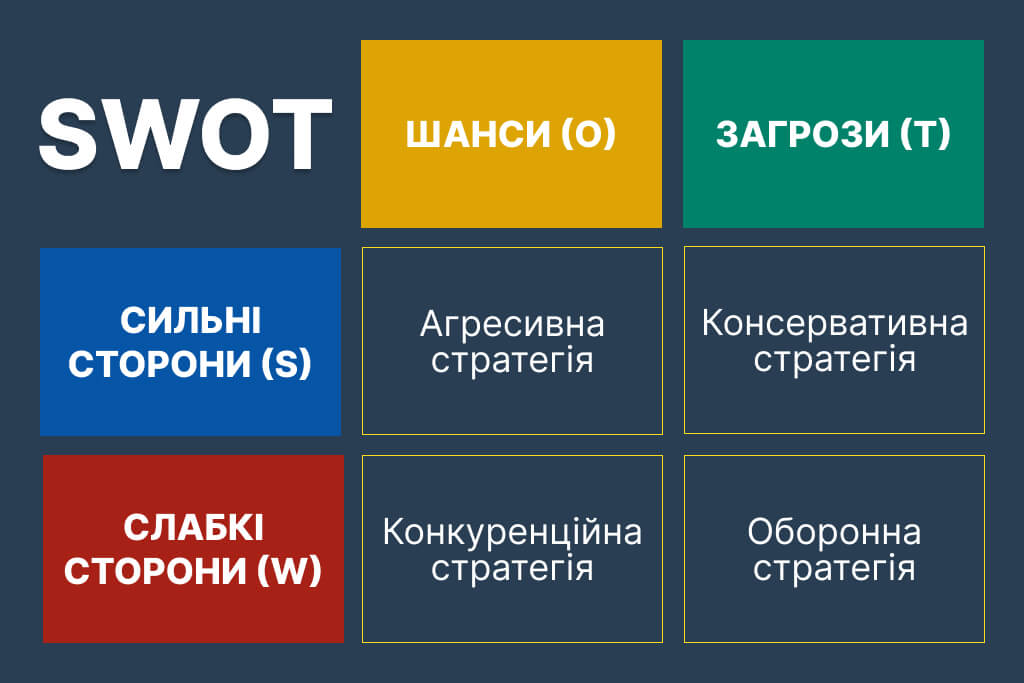 SWOT
ШАНСИ (O)
ЗАГРОЗИ (T)
СИЛЬНІ
СТОРОНИ (S)
Агресивна
стратегія
Консервативна
стратегія
СЛАБКІ
СТОРОНИ (W)
Конкуренційна
стратегія
Оборонна
стратегія